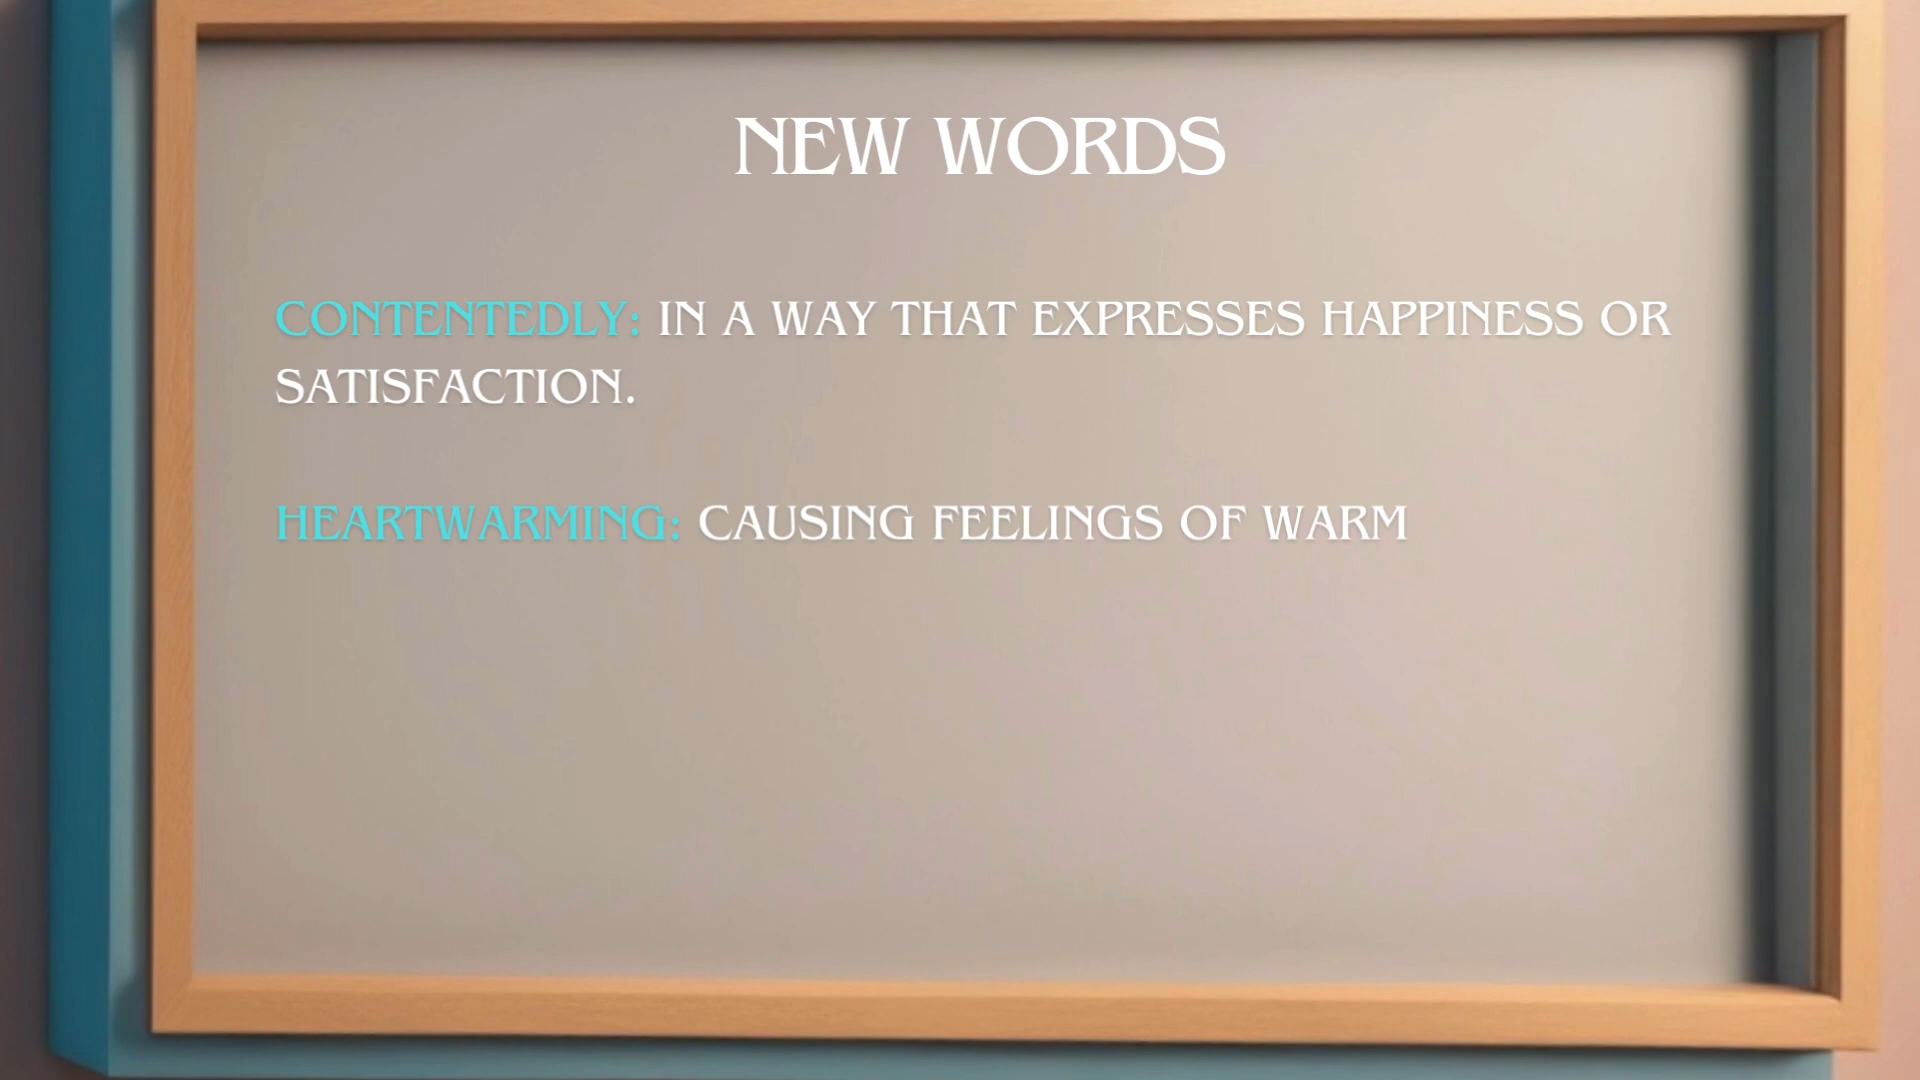 NEW WORDS
CONTENTEDLY: IN A WAY THAT EXPRESSES HAPPINESS OR
SATISFACTION.
HEARTWARMING: CAUSING FEELINGS OF WARM